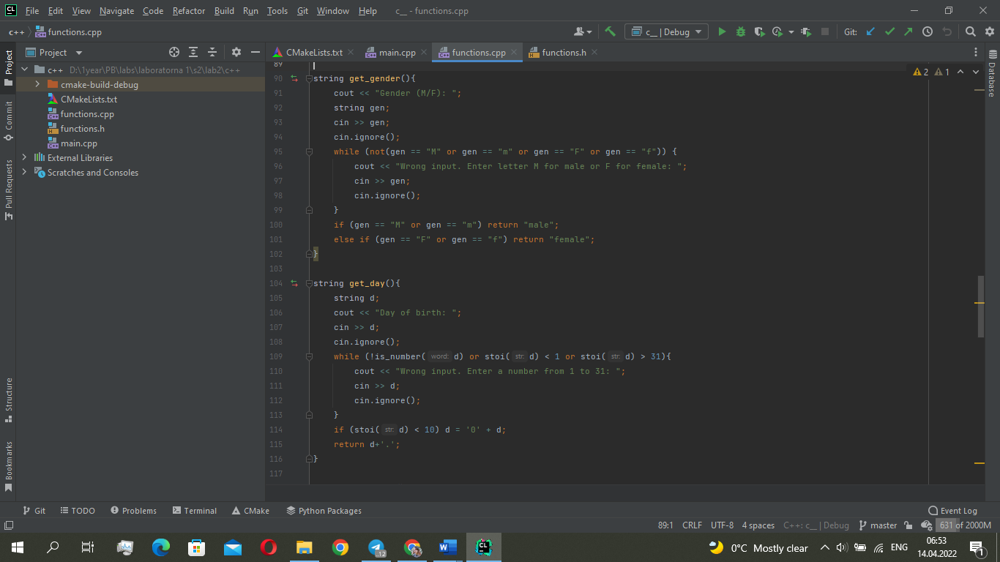 File Edit View Navigate Code Refactor Build Run Tools Git Window Help c__ - functions.cpp
c++ functions.cpp c__ | Debug Git:
Project
CMakeLists.txt main.cpp functions.cpp functions.h
c++ D:\1year\PB\labs\laboratorna 1\s2\lab2\c++
cmake-build-debug
CMakeLists.txt
functions.cpp
functions.h
main.cpp
External Libraries
Scratches and Consoles
Project
Commit
Pull Requests
Structure
Bookmarks
Database
2 1
89
90 string get_gender(){
91 cout << "Gender (M/F): ";
92 string gen;
93 cin >> gen;
94 cin.ignore();
95 while (not(gen == "M" or gen == "m" or gen == "F" or gen == "f")) {
96 cout << "Wrong input. Enter letter M for male or F for female: ";
97 cin >> gen;
98 cin.ignore();
99 }
100 if (gen == "M" or gen == "m") return "male";
101 else if (gen == "F" or gen == "f") return "female";
102 }
103
104 string get_day(){
105 string d;
106 cout << "Day of birth: ";
107 cin >> d;
108 cin.ignore();
109 while (!is_number( word: d) or stoi( str: d) < 1 or stoi( str: d) > 31){
110 cout << "Wrong input. Enter a number from 1 to 31: ";
111 cin >> d;
112 cin.ignore();
113 }
114 if (stoi( str: d) < 10) d = '0' + d;
115 return d+'.';
116 }
117
Git TODO Problems Terminal CMake Python Packages Event Log
89:1 CRLF UTF-8 4 spaces C++: c__ | Debug master 631 of 2000M
12 0°C Mostly clear ENG 06:53
14.04.2022 1